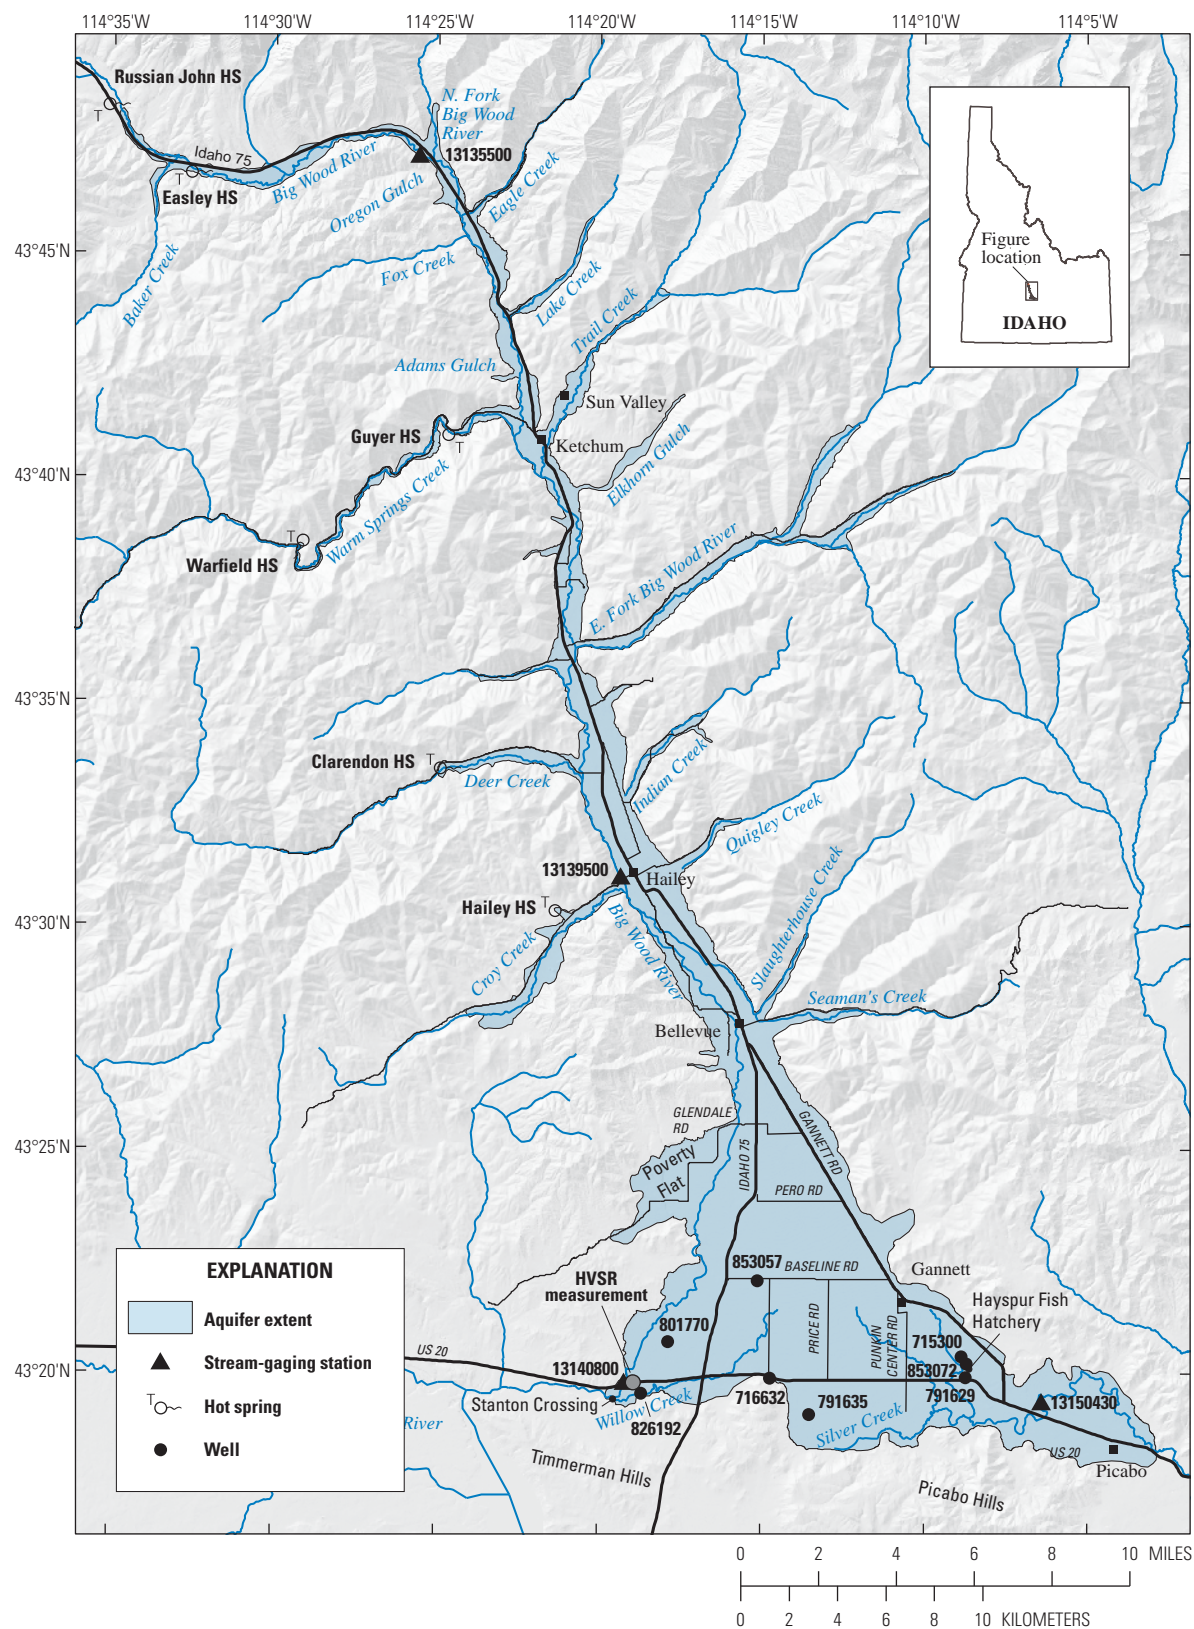 114°35'W
114°30'W
114°25'W
114°20'W
114°15'W
114°10'W
114°5'W
Russian John HS
T
N. Fork
Big Wood
River
Idaho 75
13135500
T
Easley HS
Big Wood River
Oregon Gulch
Eagle Creek
43°45'N
Baker Creek
Fox Creek
Lake Creek
Trail Creek
Figure
location
IDAHO
Adams Gulch
Sun Valley
Guyer HS
T
Ketchum
Elkhorn Gulch
43°40'N
Warm Springs Creek
T
Warfield HS
E. Fork Big Wood River
43°35'N
Clarendon HS
T
Deer Creek
Indian Creek
Quigley Creek
13139500
Hailey
Hailey HS
T
43°30'N
Big Wood River
Slaughterhouse Creek
Croy Creek
Seaman's Creek
Bellevue
GLENDALE
RD
GANNETT RD
43°25'N
Poverty
Flat
IDAHO 75
PERO RD
853057
BASELINE RD
Gannett
HVSR
measurement
Hayspur Fish
Hatchery
801770
PRICE RD
PUNKIN
CENTER RD
715300
US 20
13140800
853072
43°20'N
Stanton Crossing
Willow Creek
826192
716632
791635
791629
13150430
Silver Creek
River
US 20
Timmerman Hills
Picabo
Picabo Hills
EXPLANATION
Aquifer extent
Stream-gaging station
T
Hot spring
Well
0
2
4
6
8
10
MILES
0
2
4
6
8
10
KILOMETERS